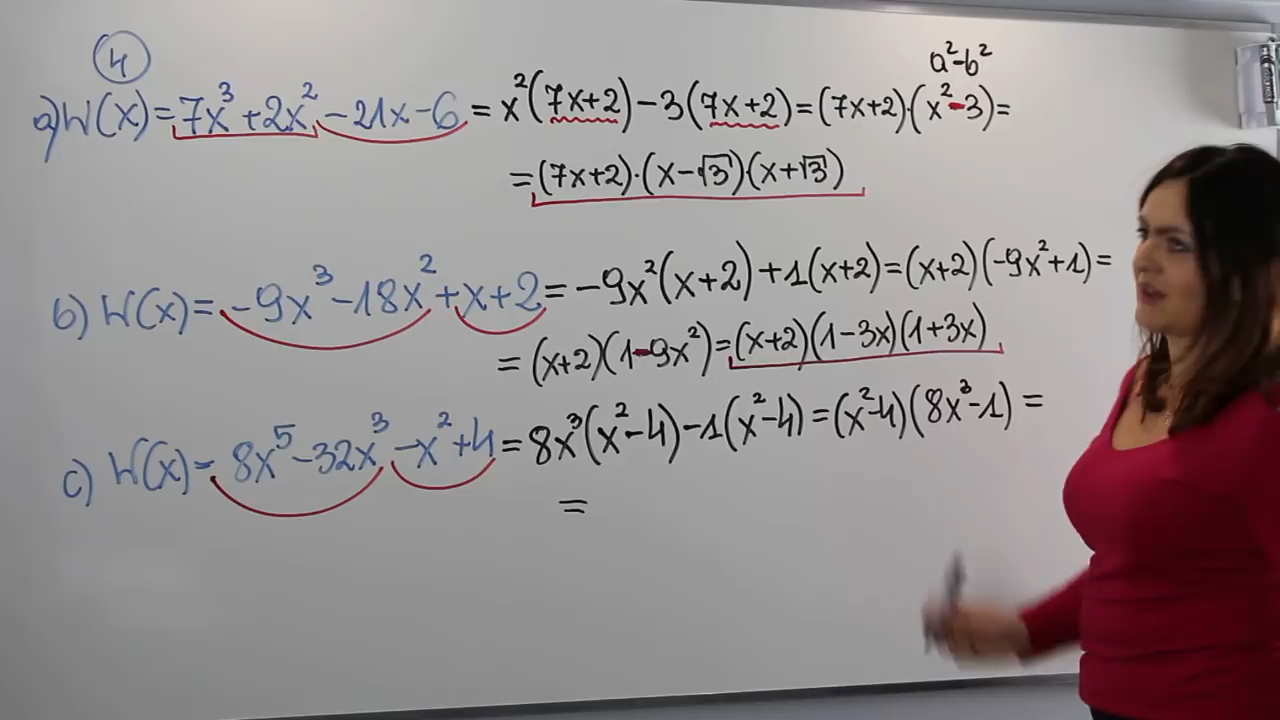 4
a²-b²
a) W(x) = 7x³ + 2x² - 21x - 6 = x²(7x+2) - 3(7x+2) = (7x+2)·(x²-3) =
= (7x+2)·(x-√3)(x+√3)
b) W(x) = -9x³ - 18x² + x + 2 = -9x²(x+2) + 1(x+2) = (x+2)(-9x²+1) =
= (x+2)(1-9x²) = (x+2)(1-3x)(1+3x)
c) W(x) = 8x⁵ - 32x³ - x² + 4 = 8x³(x²-4) - 1(x²-4) = (x²-4)(8x³-1) =
=